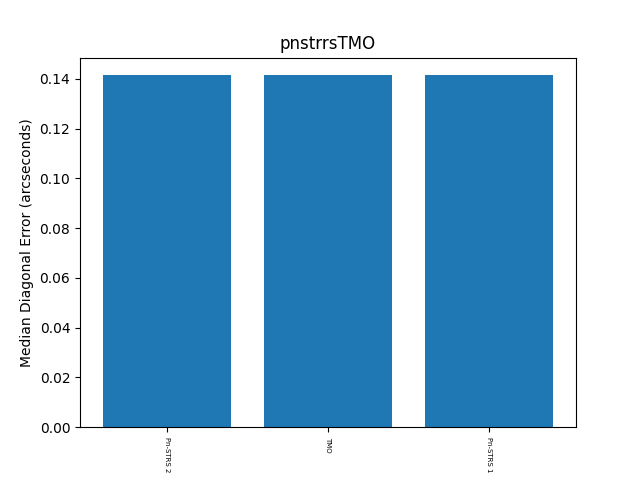 pnstrrsTMO
Median Diagonal Error (arcseconds)
0.14
0.12
0.10
0.08
0.06
0.04
0.02
0.00
Pn-STRS 2
TMO
Pn-STRS 1